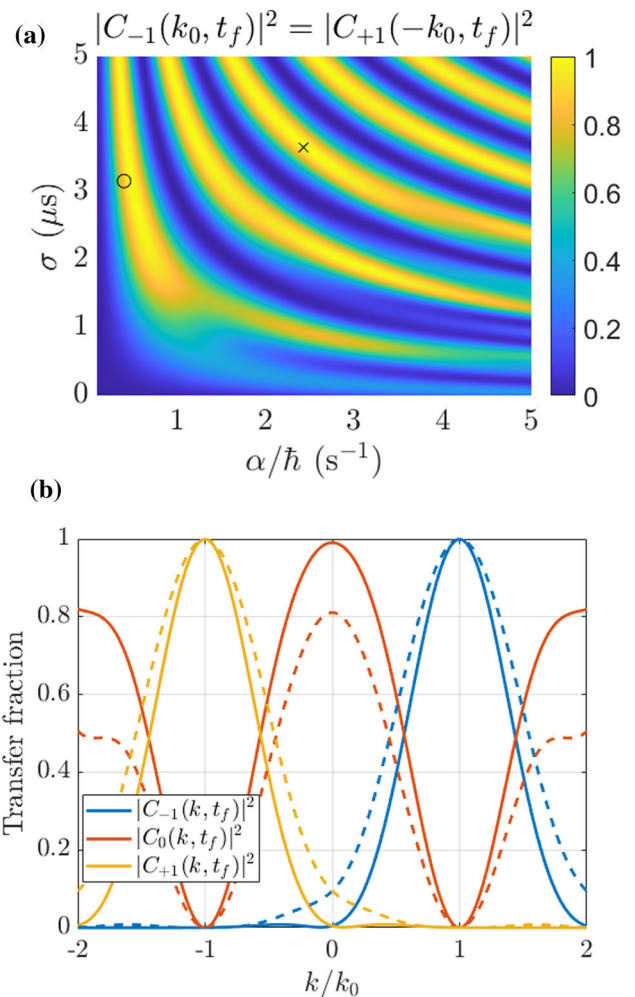 (a)
|C₋₁(k₀, t_f)|² = |C₊₁(−k₀, t_f)|²
5
4
3
2
1
0
σ (μs)
1 2 3 4 5
α/ħ (s⁻¹)
1
0.8
0.6
0.4
0.2
0
(b)
1
0.8
0.6
0.4
0.2
0
Transfer fraction
|C₋₁(k, t_f)|²
|C₀(k, t_f)|²
|C₊₁(k, t_f)|²
-2 -1 0 1 2
k/k₀